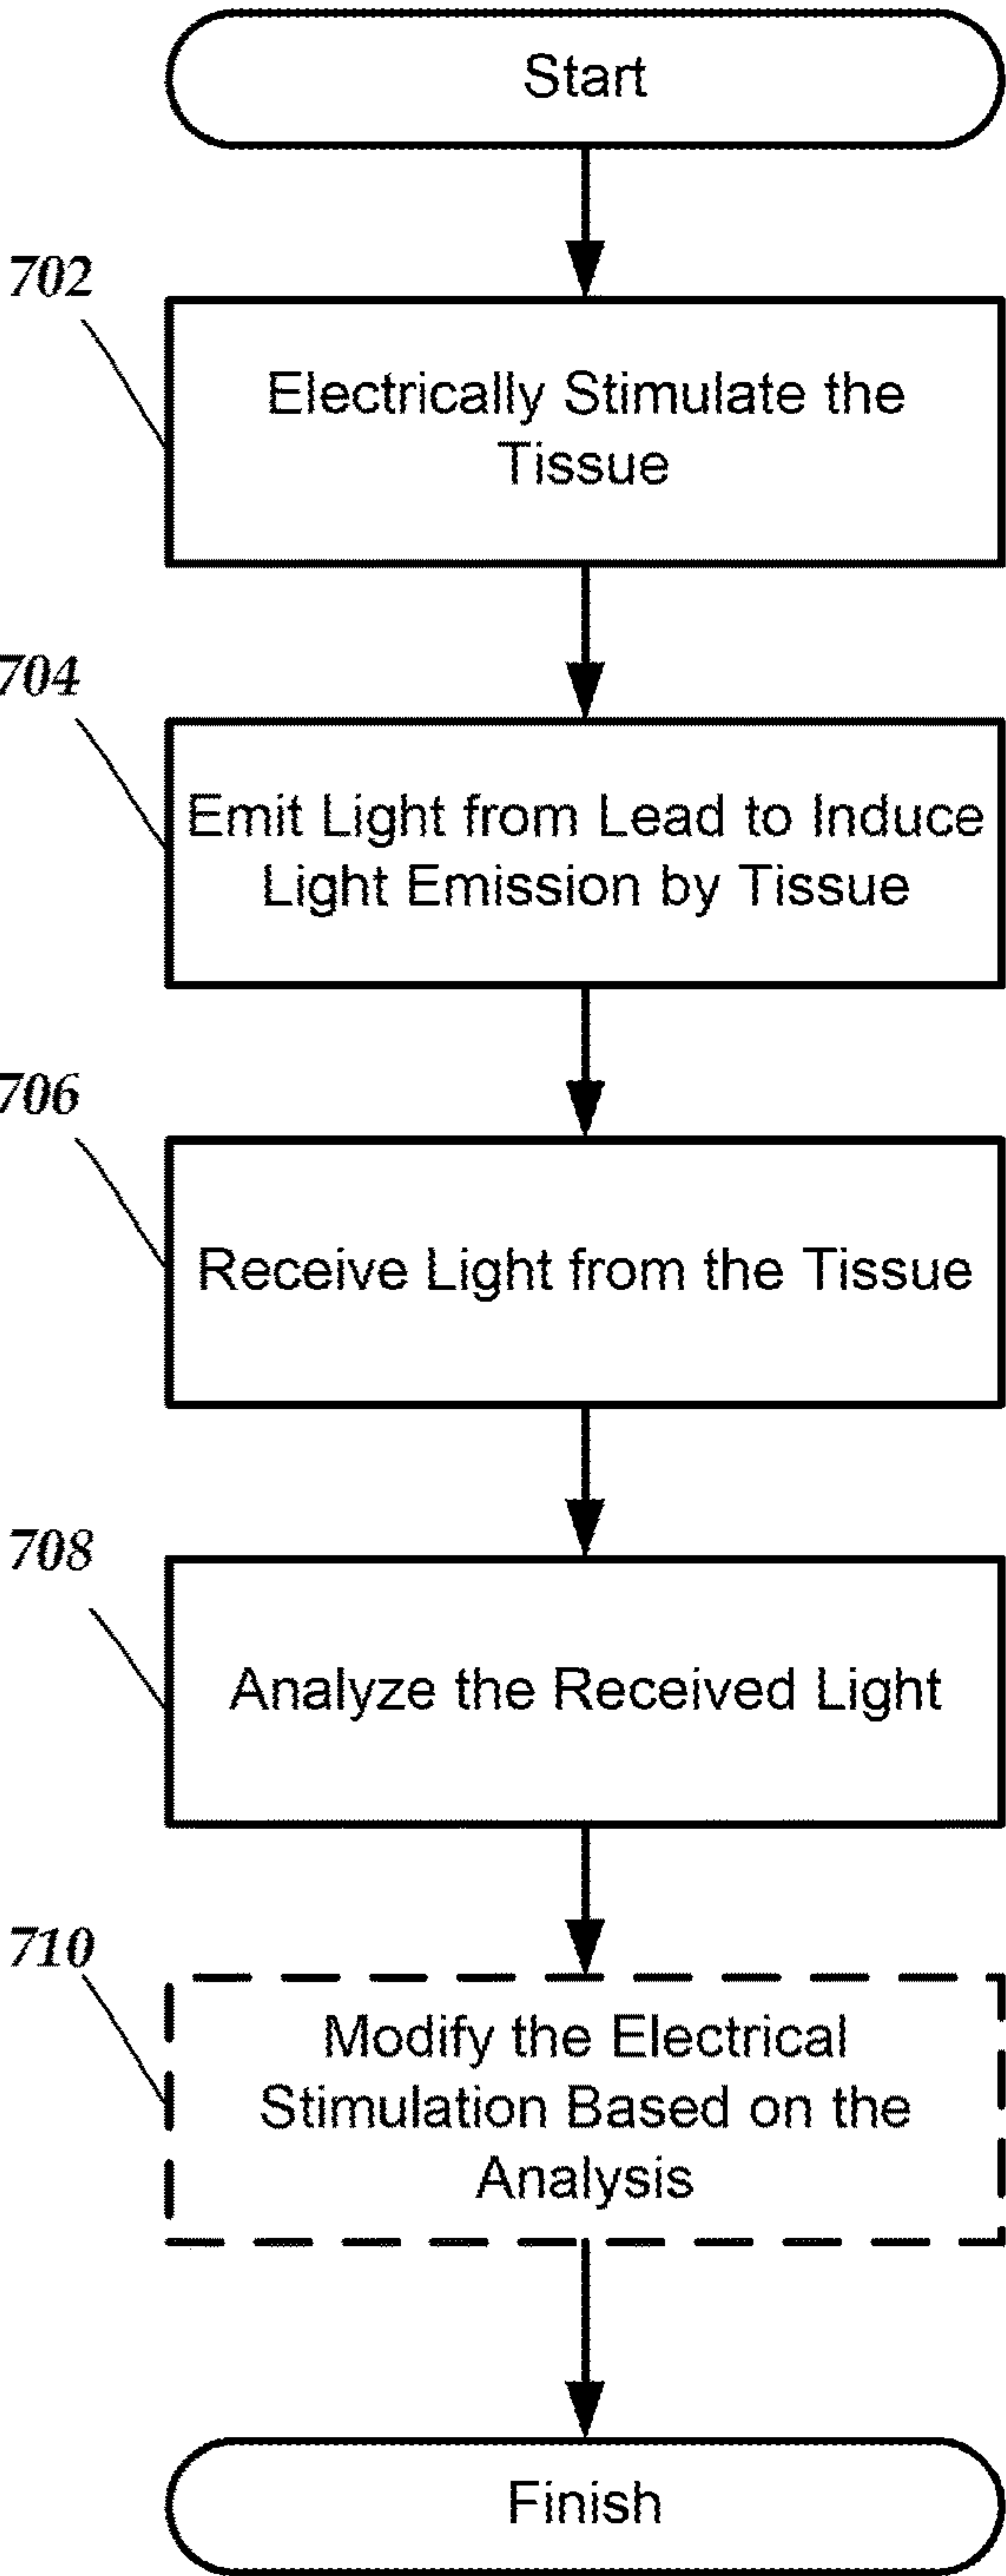 Start
702
Electrically Stimulate the
Tissue
704
Emit Light from Lead to Induce
Light Emission by Tissue
706
Receive Light from the Tissue
708
Analyze the Received Light
710
Modify the Electrical
Stimulation Based on the
Analysis
Finish